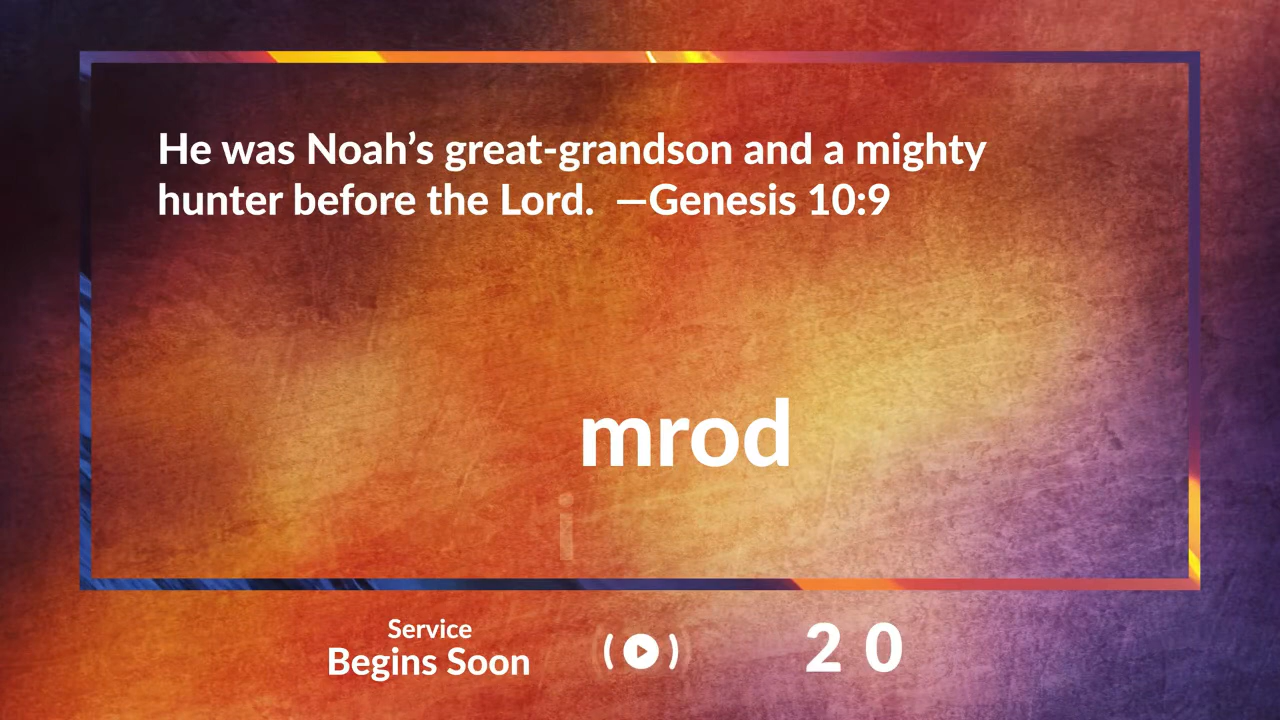 He was Noah’s great-grandson and a mighty
hunter before the Lord.  —Genesis 10:9
mrod
i
Service
Begins Soon
2 0